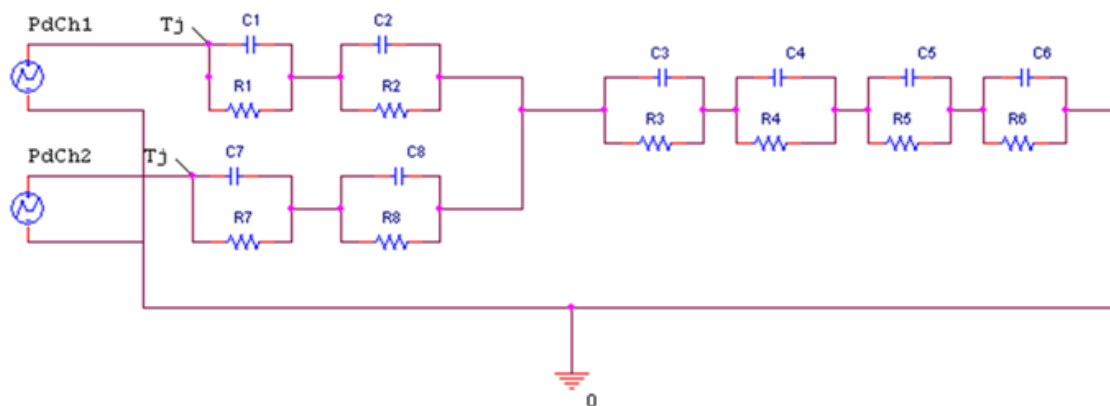 PdCh1
Tj
C1
C2
R1
R2
C3
C4
C5
C6
R3
R4
R5
R6
PdCh2
Tj
C7
C8
R7
R8
0